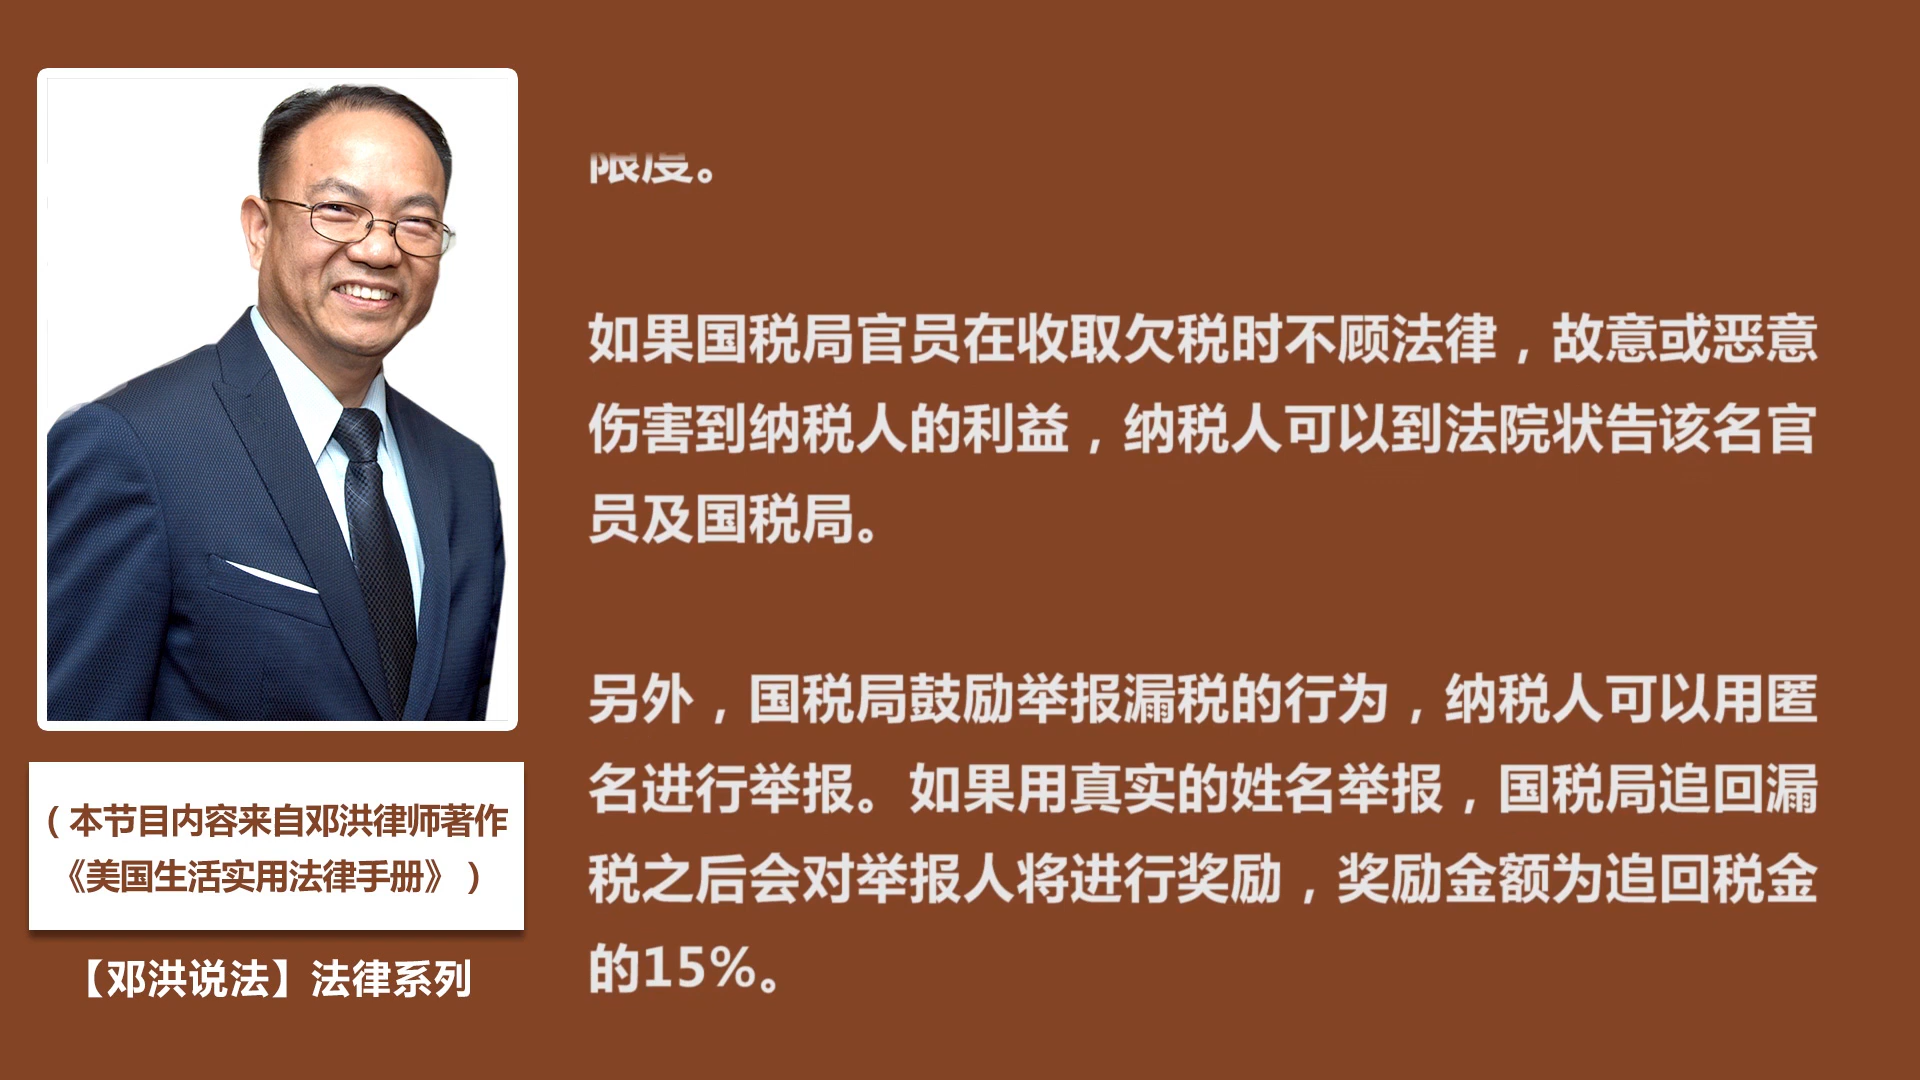 限度。
如果国税局官员在收取欠税时不顾法律，故意或恶意
伤害到纳税人的利益，纳税人可以到法院状告该名官
员及国税局。
另外，国税局鼓励举报漏税的行为，纳税人可以用匿
名进行举报。如果用真实的姓名举报，国税局追回漏
税之后会对举报人将进行奖励，奖励金额为追回税金
的15%。
（本节目内容来自邓洪律师著作
《美国生活实用法律手册》）
【邓洪说法】法律系列